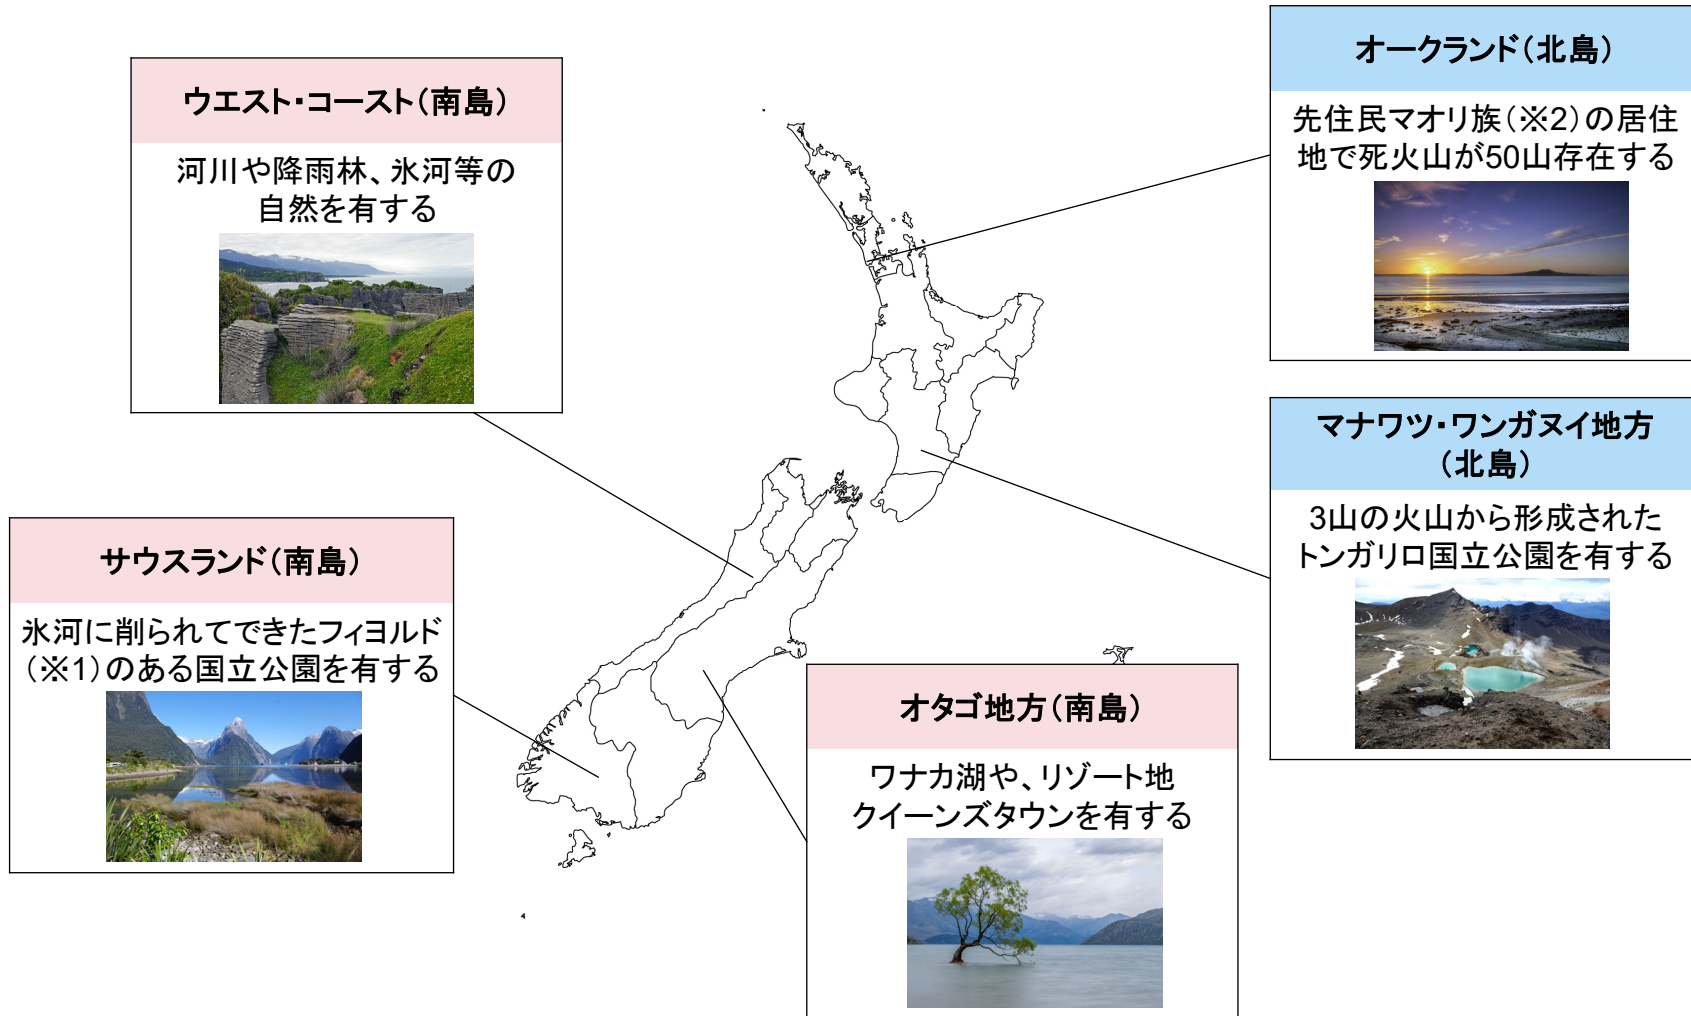 ウエスト・コースト（南島）
河川や降雨林、氷河等の
自然を有する
オークランド（北島）
先住民マオリ族（※2）の居住
地で死火山が50山存在する
マナワツ・ワンガヌイ地方
（北島）
3山の火山から形成された
トンガリロ国立公園を有する
サウスランド（南島）
氷河に削られてできたフィヨルド
（※1）のある国立公園を有する
オタゴ地方（南島）
ワナカ湖や、リゾート地
クイーンズタウンを有する